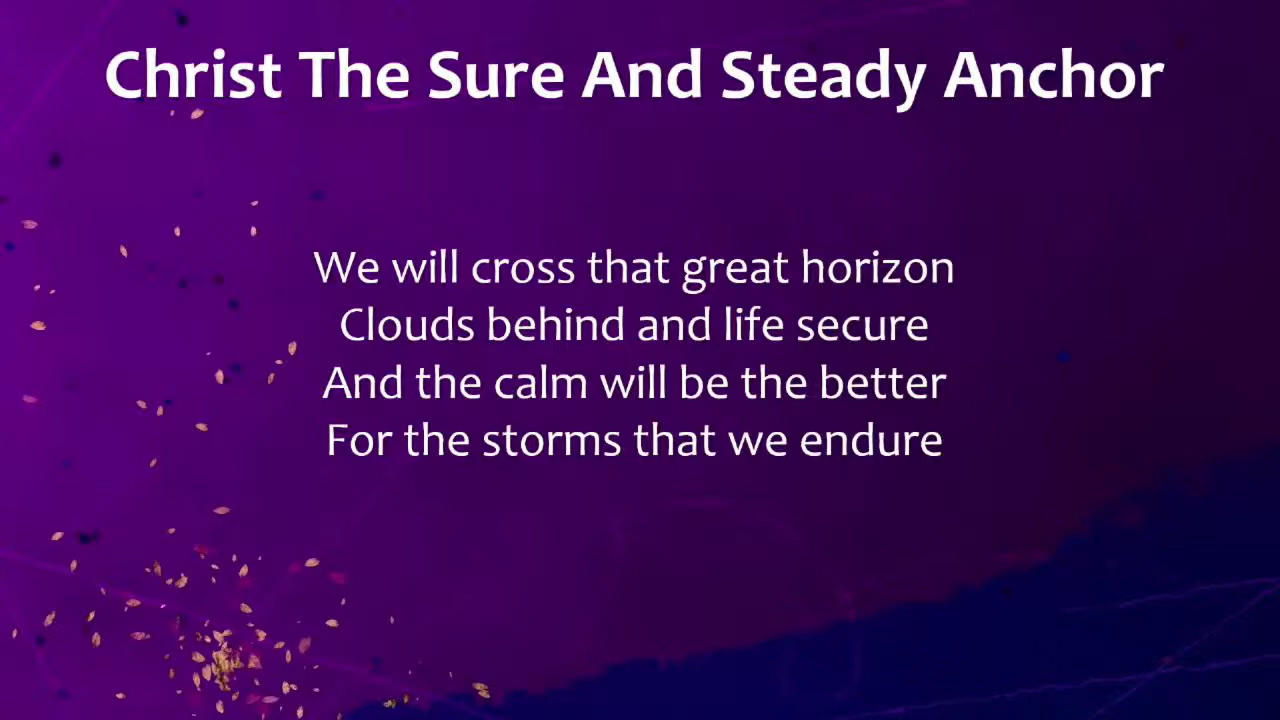 Christ The Sure And Steady Anchor
We will cross that great horizon
Clouds behind and life secure
And the calm will be the better
For the storms that we endure